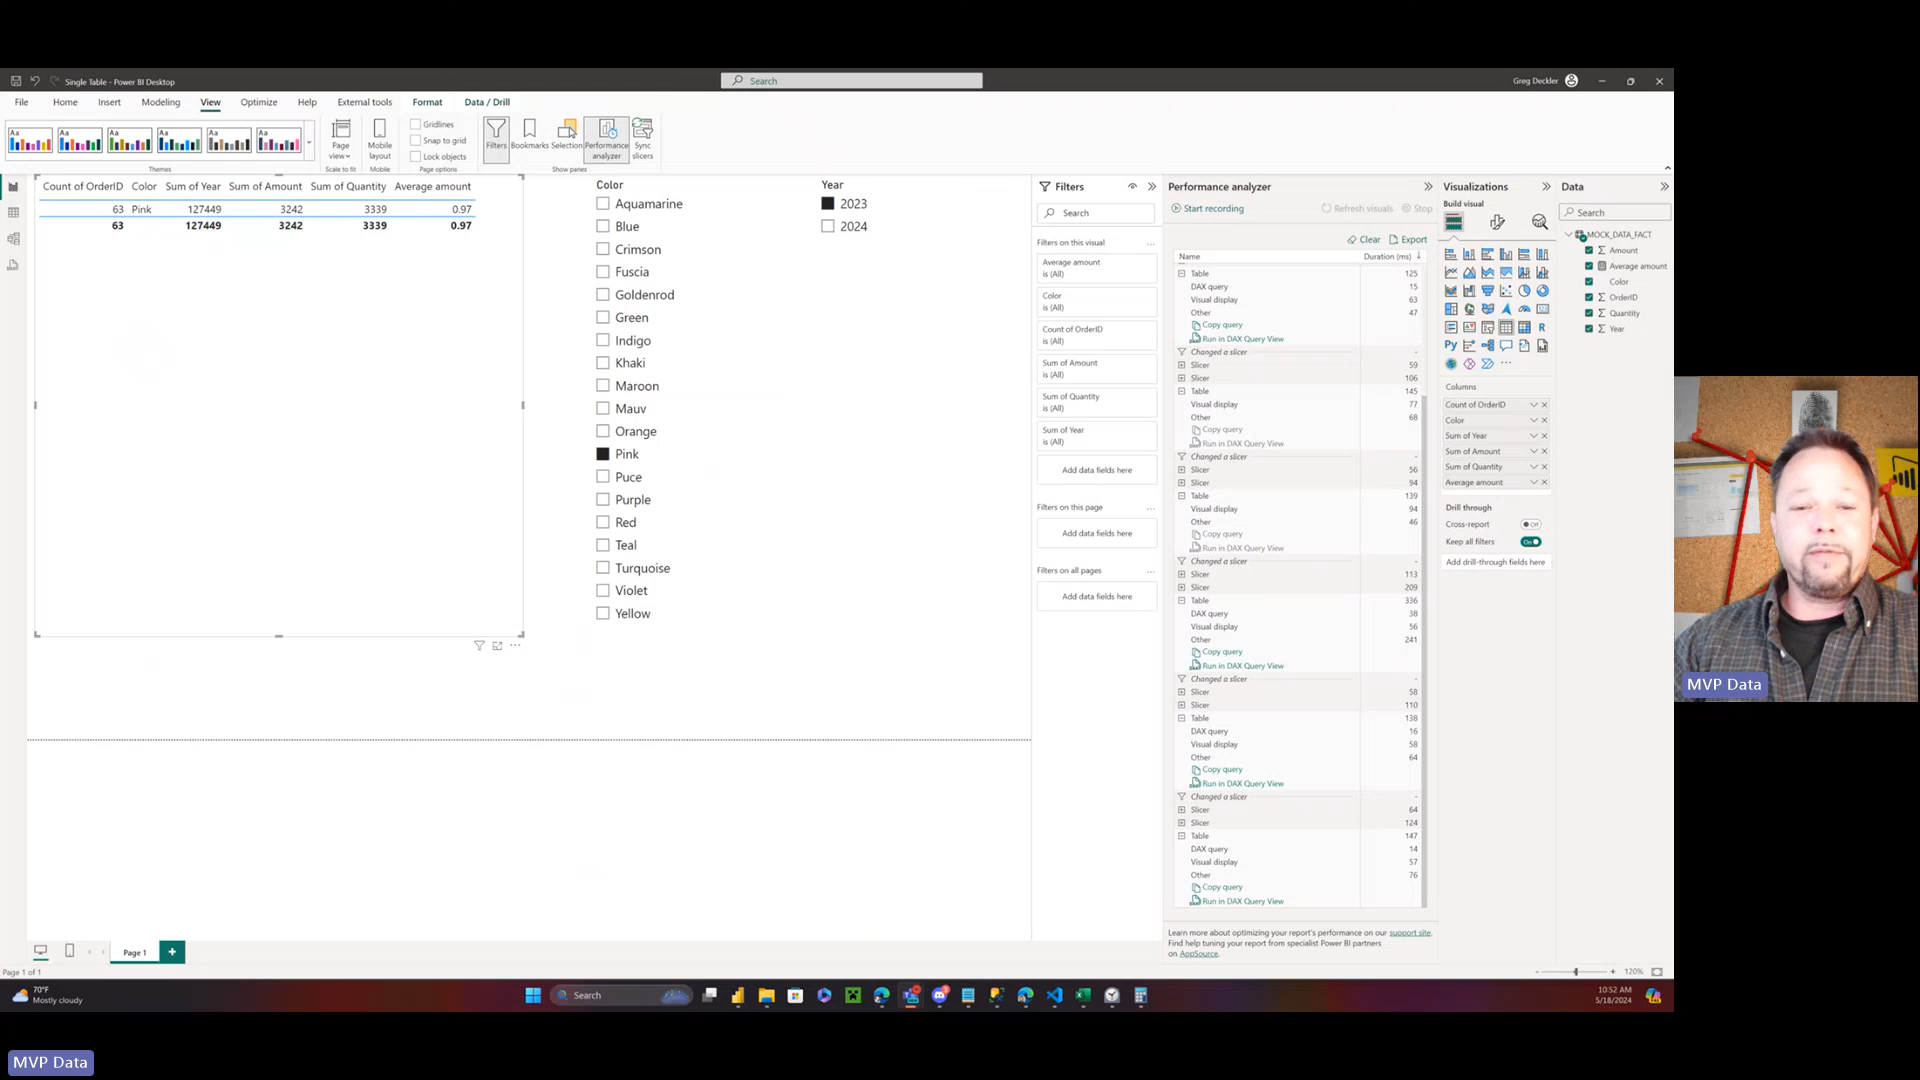 Single Table - Power BI Desktop
Search
Greg Deckler
File Home Insert Modeling View Optimize Help External tools Format Data / Drill
Aa Aa Aa Aa Aa Aa
Page view
Mobile layout
Gridlines
Snap to grid
Lock objects
Filters
Bookmarks
Selection
Performance analyzer
Sync slicers
Themes
Scale to fit
Mobile
Page options
Show panes
Count of OrderID Color Sum of Year Sum of Amount Sum of Quantity Average amount
63 Pink 127449 3242 3339 0.97
63 127449 3242 3339 0.97
Color
Aquamarine
Blue
Crimson
Fuscia
Goldenrod
Green
Indigo
Khaki
Maroon
Mauv
Orange
Pink
Puce
Purple
Red
Teal
Turquoise
Violet
Yellow
Year
2023
2024
Filters
Search
Filters on this visual ...
Average amount
is (All)
Color
is (All)
Count of OrderID
is (All)
Sum of Amount
is (All)
Sum of Quantity
is (All)
Sum of Year
is (All)
Add data fields here
Filters on this page ...
Add data fields here
Filters on all pages ...
Add data fields here
Performance analyzer
Start recording Refresh visuals Stop
Clear Export
Name Duration (ms)
Table 125
DAX query 15
Visual display 63
Other 47
Copy query
Run in DAX Query View
Changed a slicer -
Slicer 59
Slicer 106
Table 145
Visual display 77
Other 68
Copy query
Run in DAX Query View
Changed a slicer -
Slicer 56
Slicer 94
Table 139
Visual display 94
Other 46
Copy query
Run in DAX Query View
Changed a slicer -
Slicer 113
Slicer 209
Table 336
DAX query 38
Visual display 56
Other 241
Copy query
Run in DAX Query View
Changed a slicer -
Slicer 58
Slicer 110
Table 138
DAX query 16
Visual display 58
Other 64
Copy query
Run in DAX Query View
Changed a slicer -
Slicer 64
Slicer 124
Table 147
DAX query 14
Visual display 57
Other 76
Copy query
Run in DAX Query View
Learn more about optimizing your report's performance on our support site.
Find help tuning your report from specialist Power BI partners
on AppSource.
Visualizations
Build visual
R
Py
Columns
Count of OrderID
Color
Sum of Year
Sum of Amount
Sum of Quantity
Average amount
Drill through
Cross-report Off
Keep all filters On
Add drill-through fields here
Data
Search
MOCK_DATA_FACT
Amount
Average amount
Color
OrderID
Quantity
Year
Page 1
Page 1 of 1
120%
70°F
Mostly cloudy
Search
10:52 AM
5/18/2024
MVP Data
MVP Data